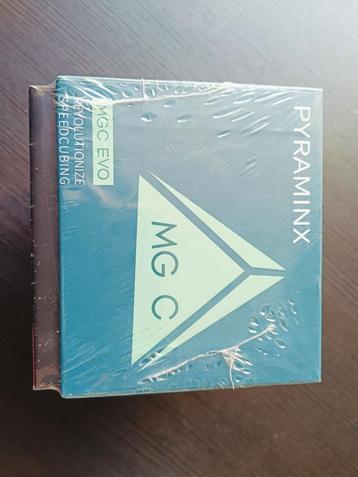 PYRAMINX
MG C
MGC EVO
REVOLUTIONIZE
SPEEDCUBING